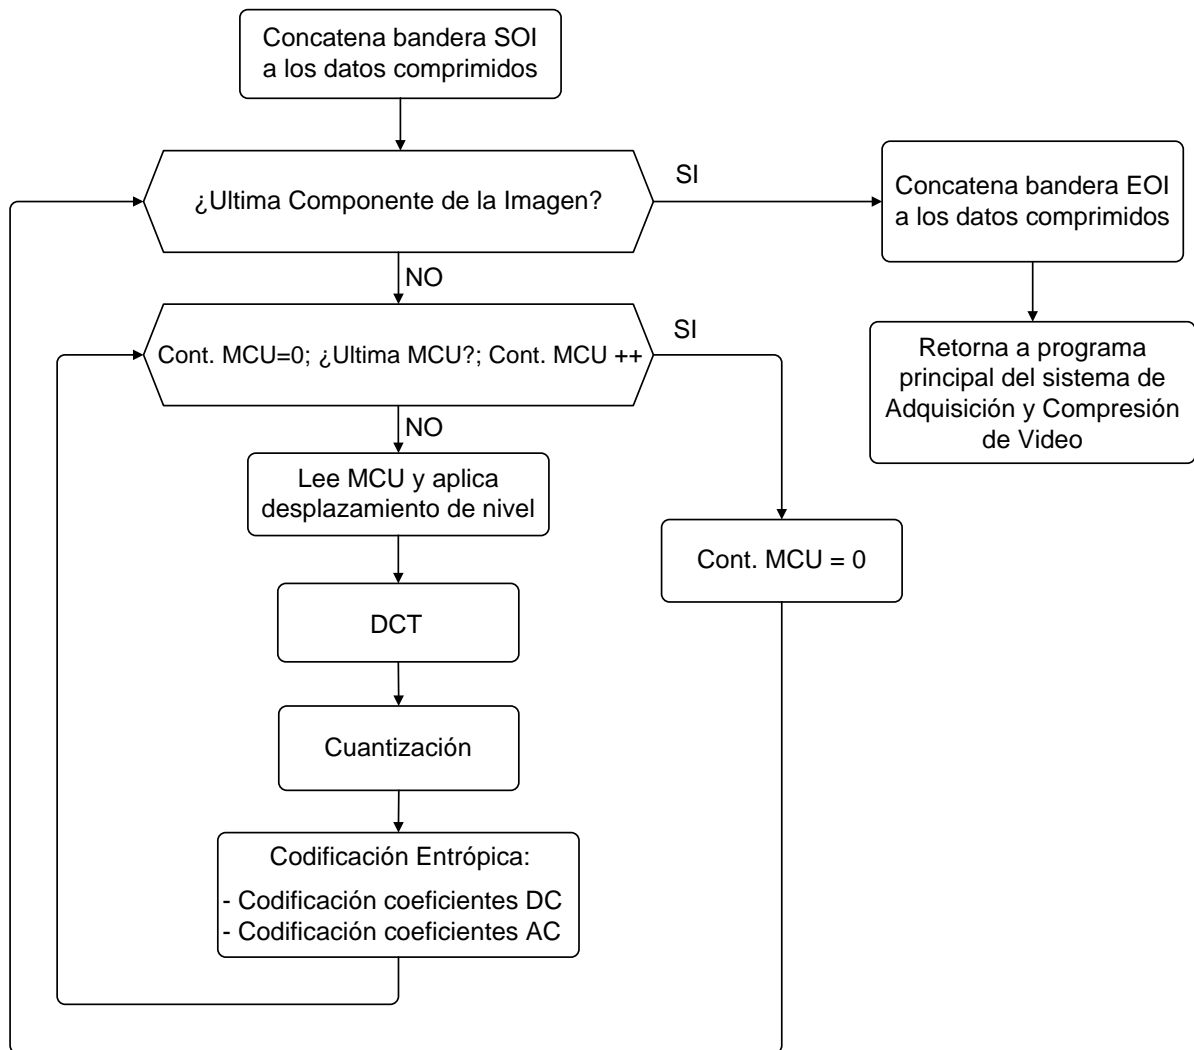 Concatena bandera SOI
a los datos comprimidos
¿Ultima Componente de la Imagen?
SI
Concatena bandera EOI
a los datos comprimidos
NO
Cont. MCU=0; ¿Ultima MCU?; Cont. MCU ++
SI
Retorna a programa
principal del sistema de
Adquisición y Compresión
de Video
NO
Lee MCU y aplica
desplazamiento de nivel
Cont. MCU = 0
DCT
Cuantización
Codificación Entrópica:
- Codificación coeficientes DC
- Codificación coeficientes AC